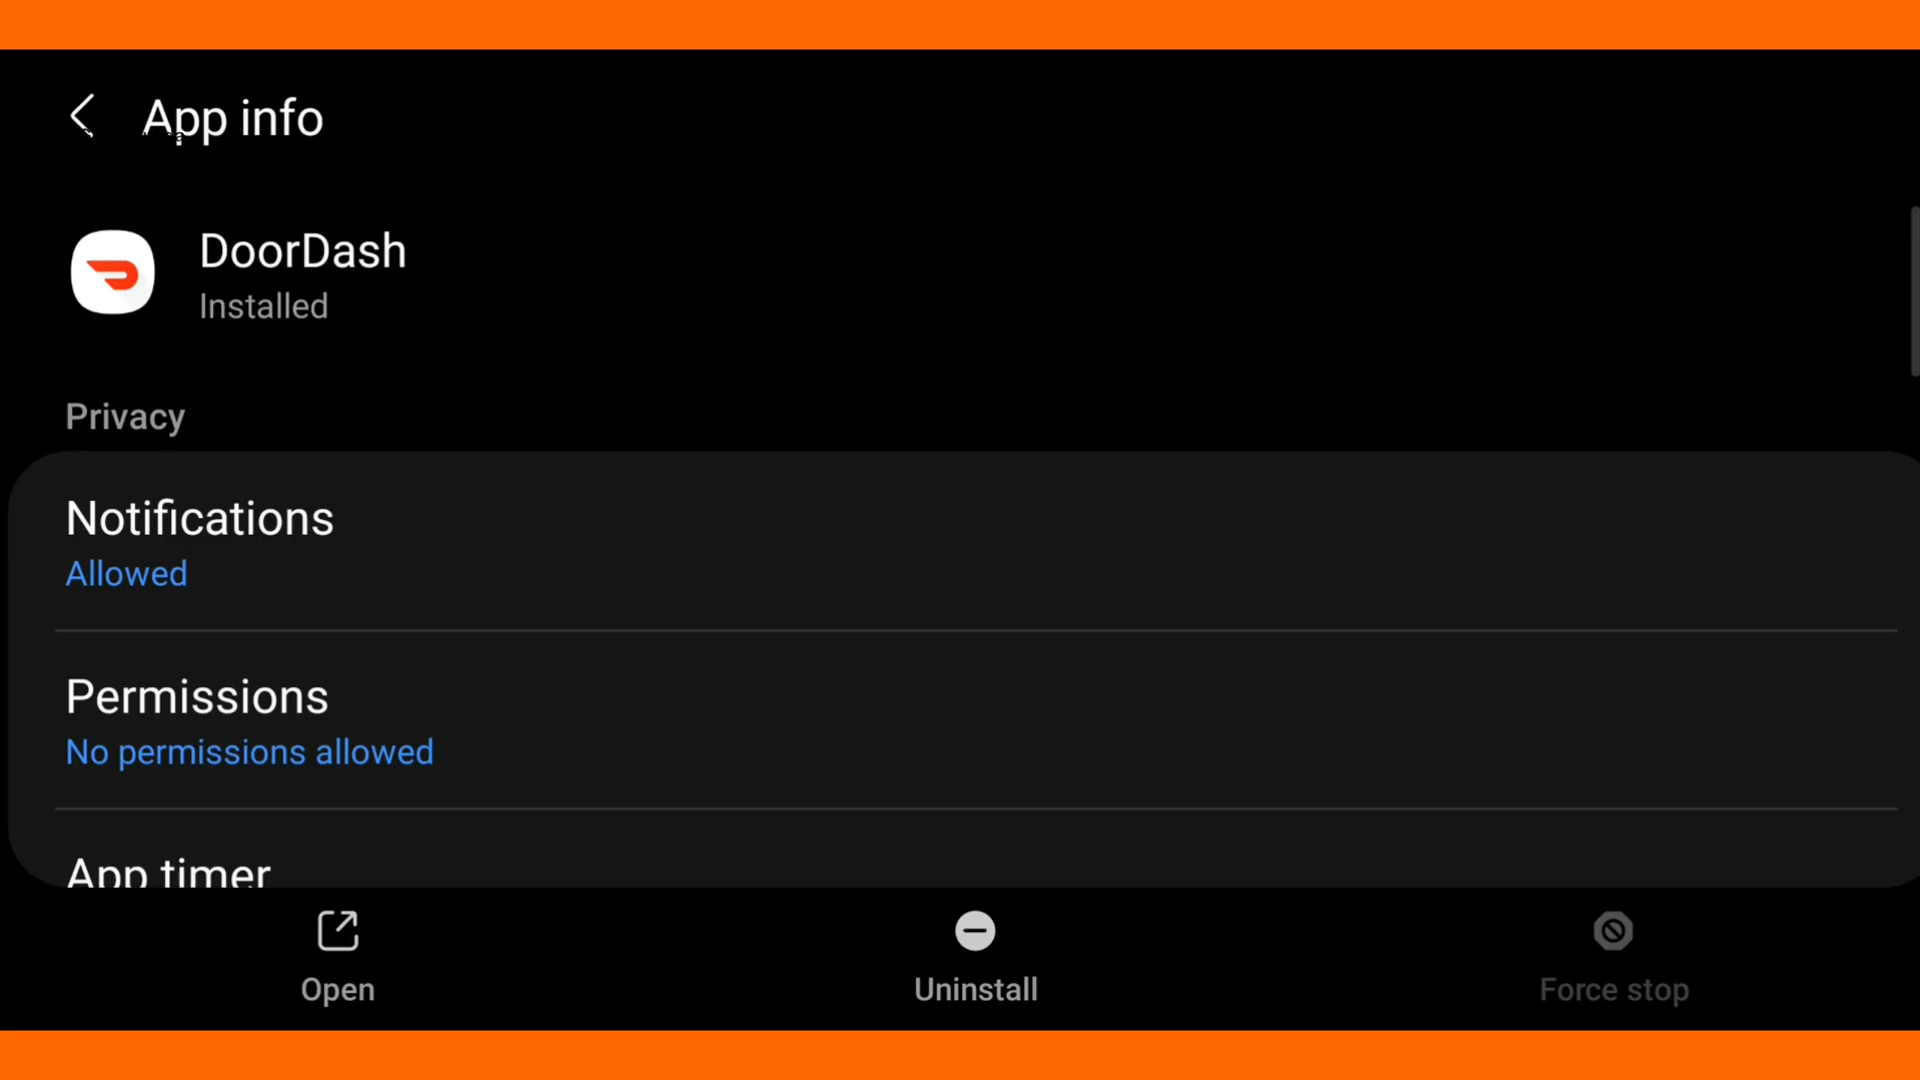 App info
DoorDash
Installed
Privacy
Notifications
Allowed
Permissions
No permissions allowed
App timer
Open
Uninstall
Force stop